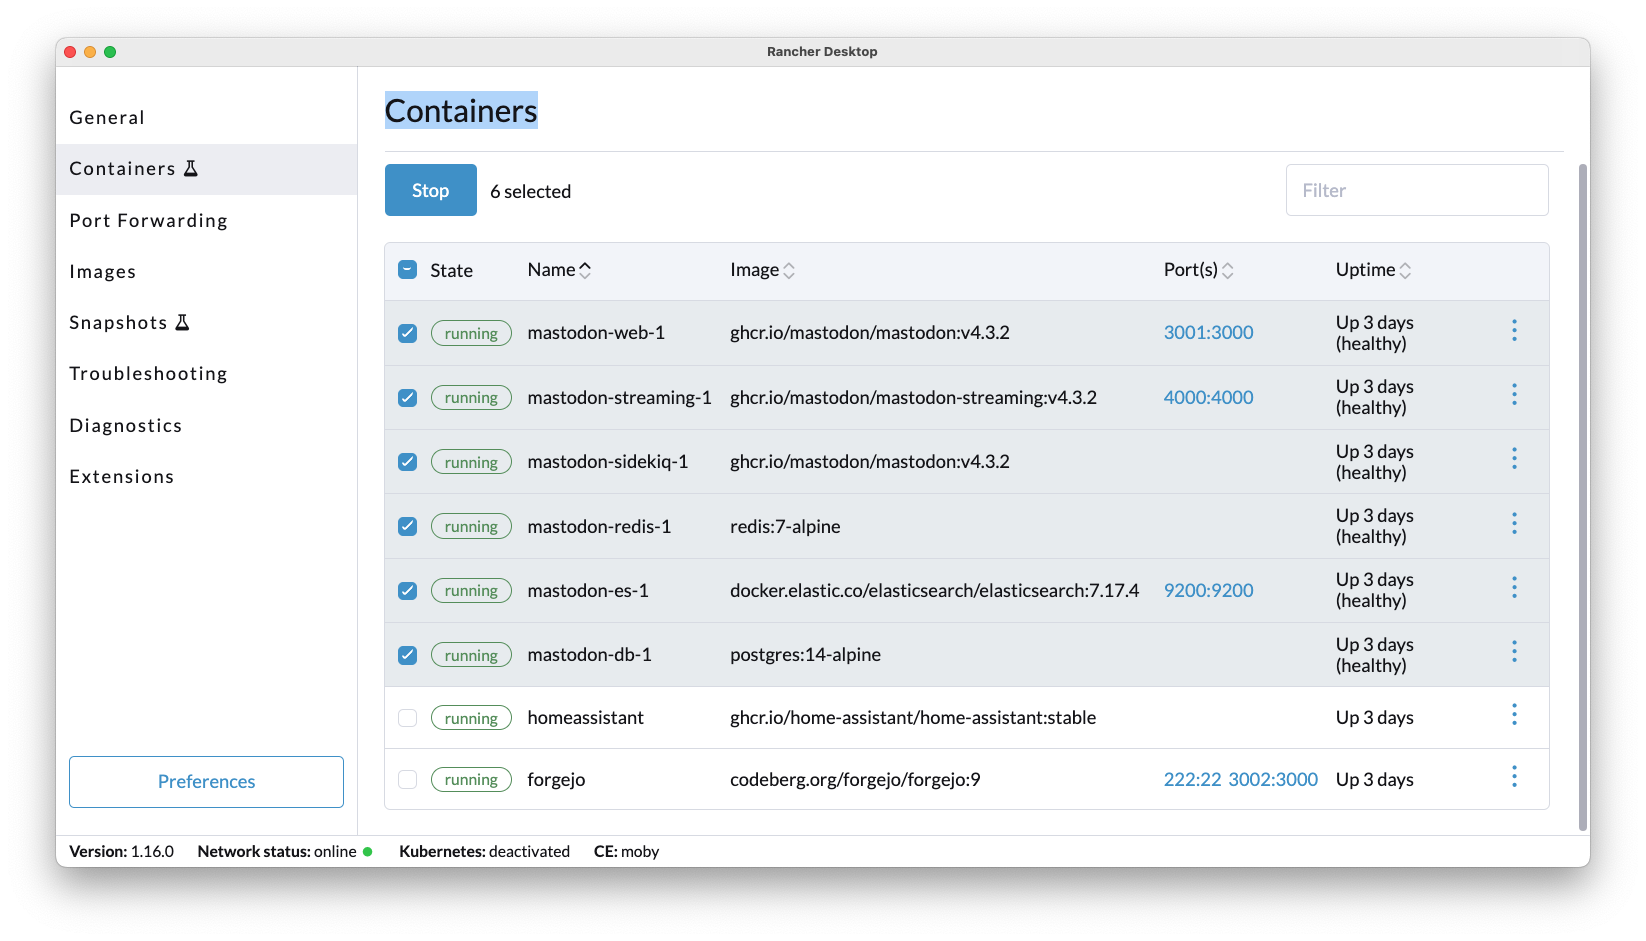 Rancher Desktop
General
Containers
Port Forwarding
Images
Snapshots
Troubleshooting
Diagnostics
Extensions
Preferences
Containers
Stop 6 selected Filter
State Name Image Port(s) Uptime
running mastodon-web-1 ghcr.io/mastodon/mastodon:v4.3.2 3001:3000 Up 3 days
(healthy)
running mastodon-streaming-1 ghcr.io/mastodon/mastodon-streaming:v4.3.2 4000:4000 Up 3 days
(healthy)
running mastodon-sidekiq-1 ghcr.io/mastodon/mastodon:v4.3.2 Up 3 days
(healthy)
running mastodon-redis-1 redis:7-alpine Up 3 days
(healthy)
running mastodon-es-1 docker.elastic.co/elasticsearch/elasticsearch:7.17.4 9200:9200 Up 3 days
(healthy)
running mastodon-db-1 postgres:14-alpine Up 3 days
(healthy)
running homeassistant ghcr.io/home-assistant/home-assistant:stable Up 3 days
running forgejo codeberg.org/forgejo/forgejo:9 222:22 3002:3000 Up 3 days
Version: 1.16.0 Network status: online Kubernetes: deactivated CE: moby